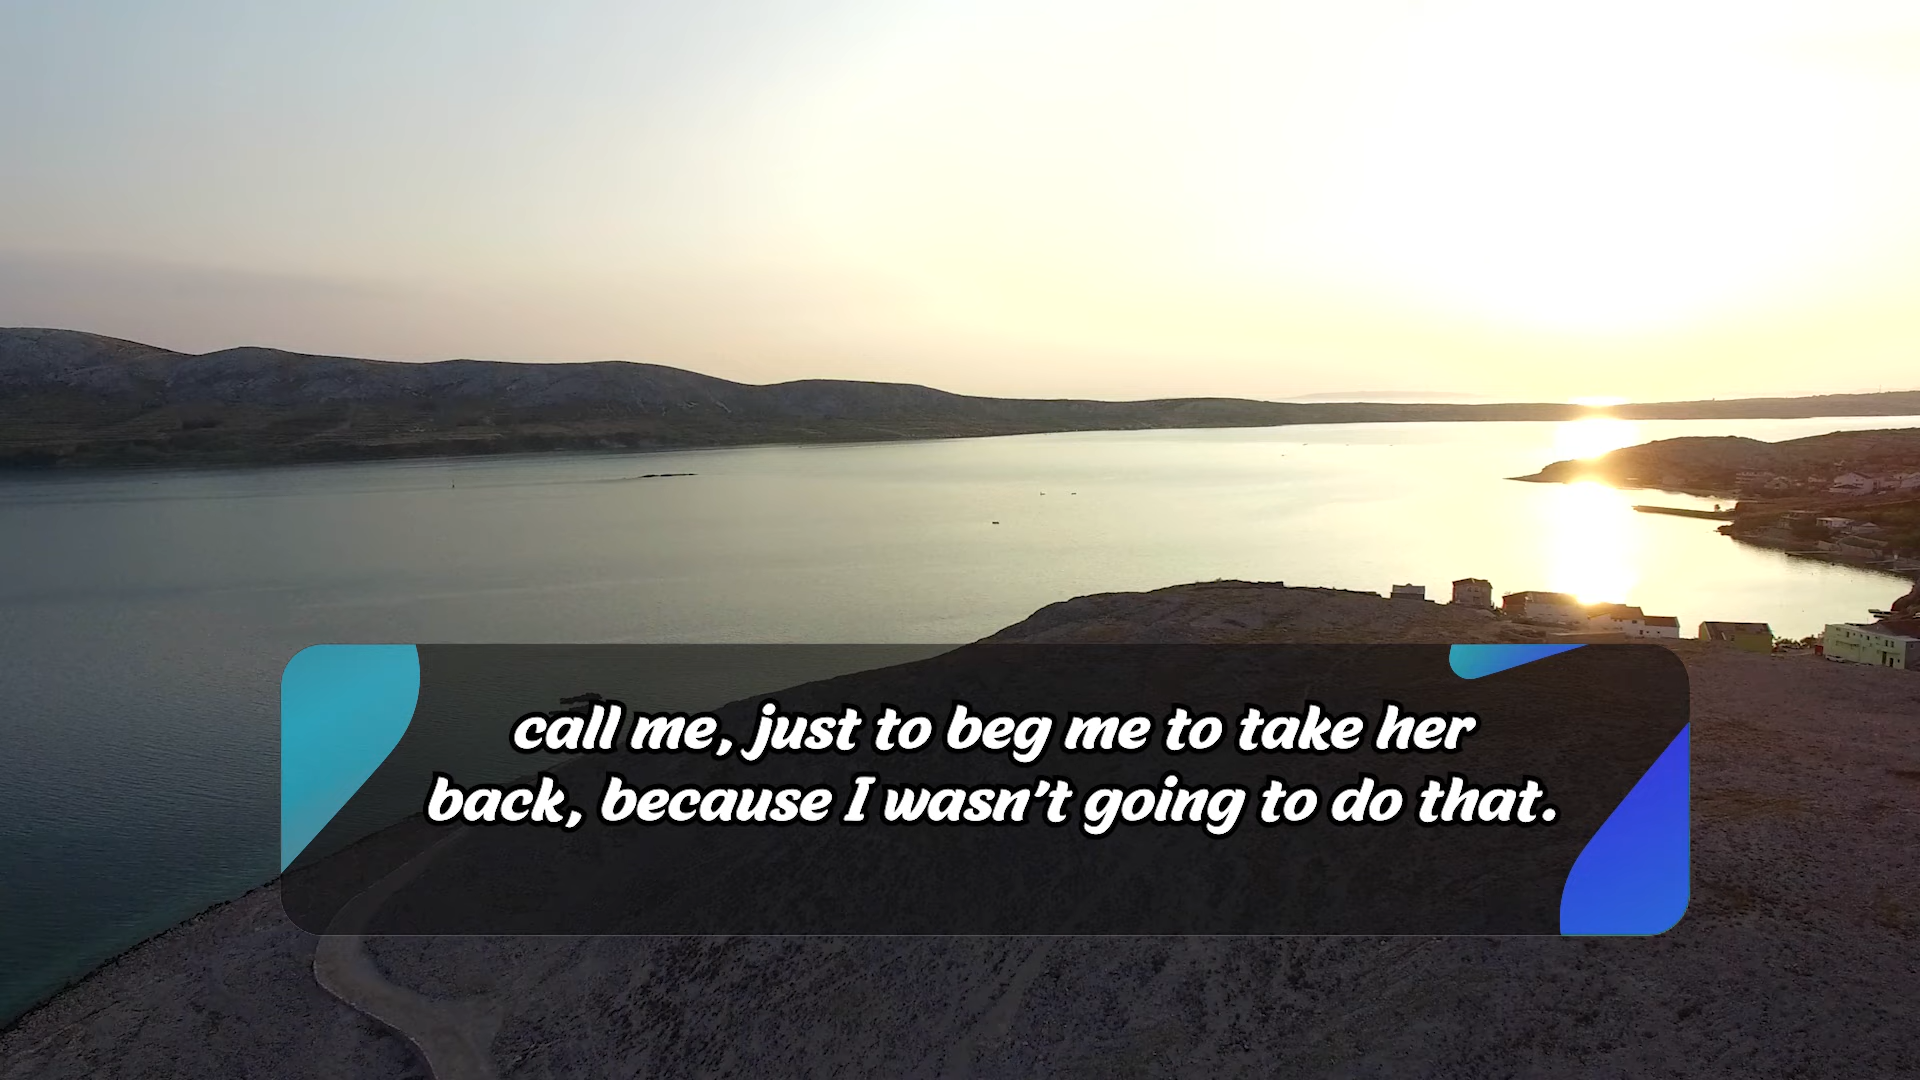 call me, just to beg me to take her
back, because I wasn't going to do that.